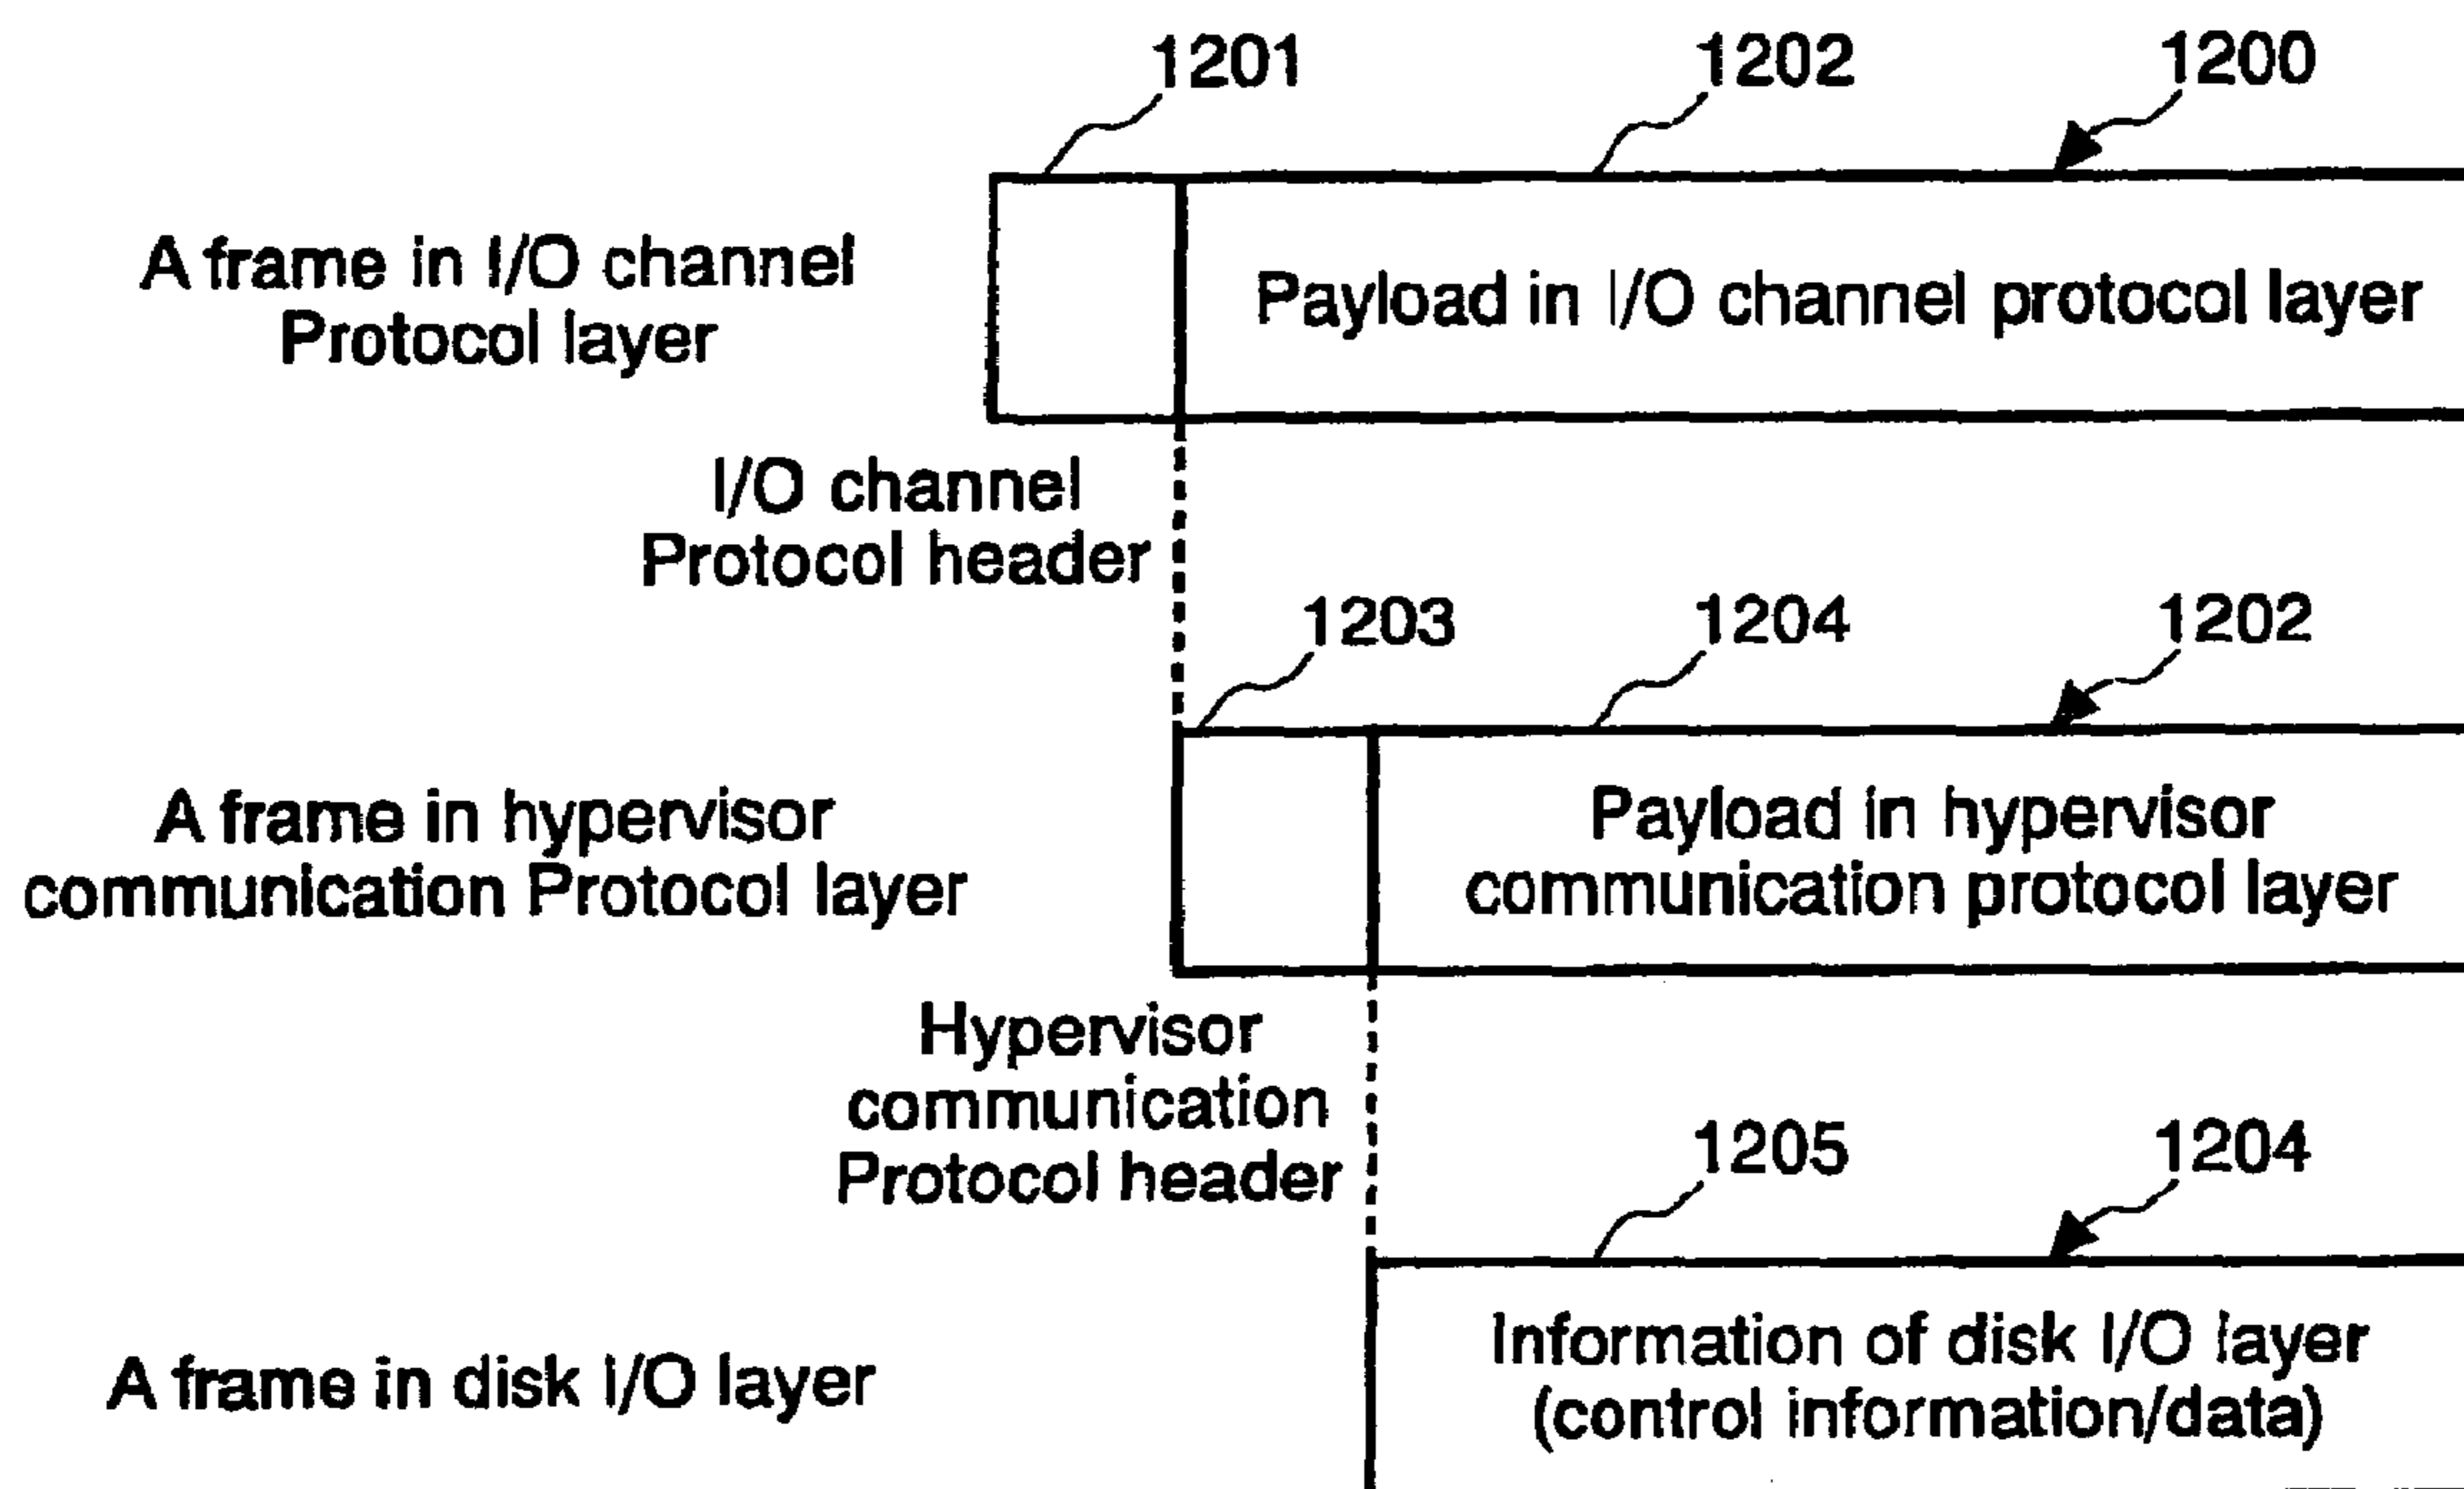 1201
1202
1200
A frame in I/O channel
Protocol layer
Payload in I/O channel protocol layer
I/O channel
Protocol header
1203
1204
1202
A frame in hypervisor
communication Protocol layer
Payload in hypervisor
communication protocol layer
Hypervisor
communication
Protocol header
1205
1204
A frame in disk I/O layer
Information of disk I/O layer
(control information/data)